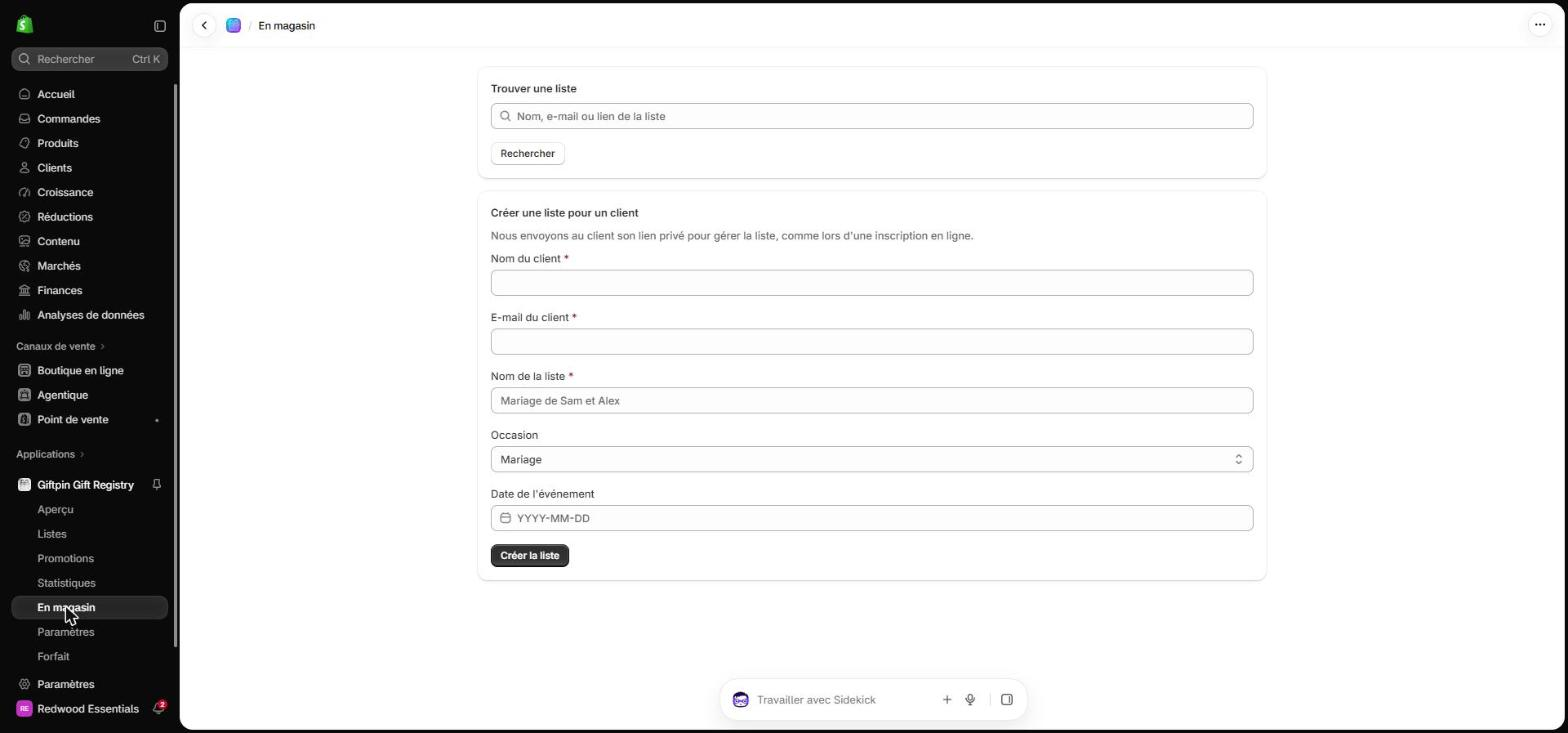 Rechercher Ctrl K
Accueil
Commandes
Produits
Clients
Croissance
Réductions
Contenu
Marchés
Finances
Analyses de données
Canaux de vente
Boutique en ligne
Agentique
Point de vente
Applications
Giftpin Gift Registry
Aperçu
Listes
Promotions
Statistiques
En magasin
Paramètres
Forfait
Paramètres
RE Redwood Essentials 2
/ En magasin
Trouver une liste
Nom, e-mail ou lien de la liste
Rechercher
Créer une liste pour un client
Nous envoyons au client son lien privé pour gérer la liste, comme lors d'une inscription en ligne.
Nom du client *
E-mail du client *
Nom de la liste *
Mariage de Sam et Alex
Occasion
Mariage
Date de l'événement
YYYY-MM-DD
Créer la liste
Travailler avec Sidekick